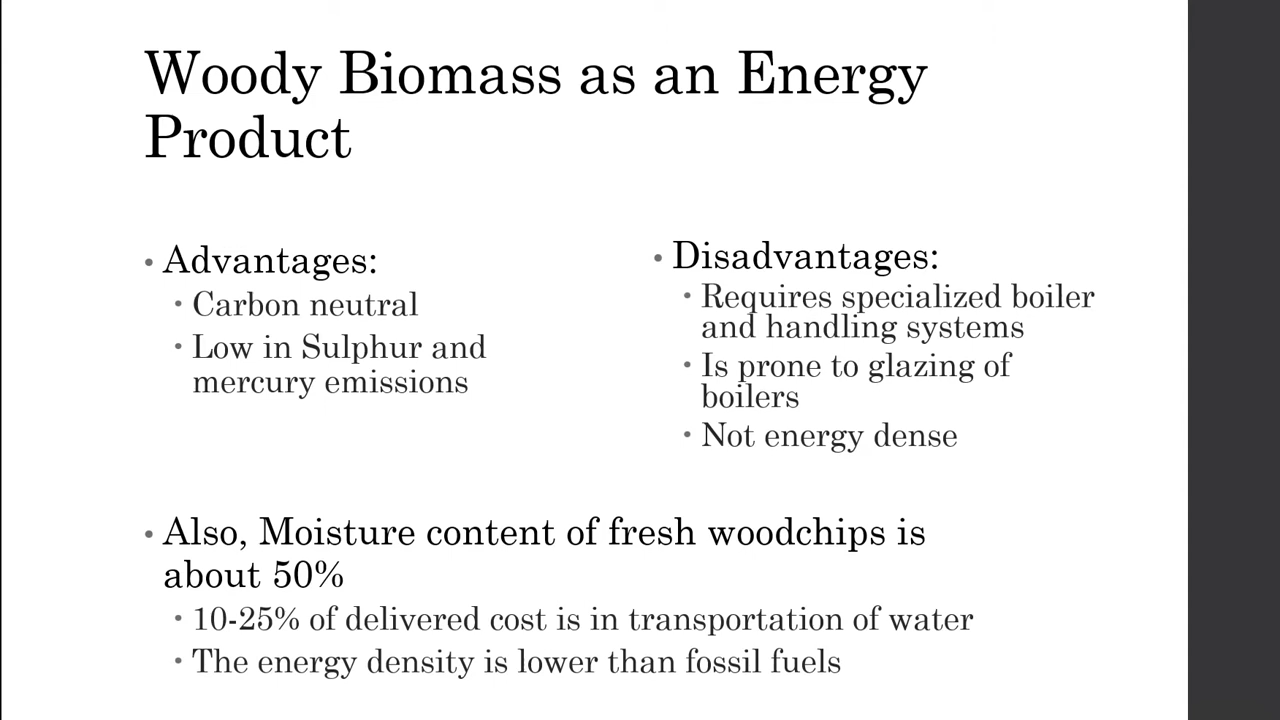 Woody Biomass as an Energy
Product
• Advantages:
• Carbon neutral
• Low in Sulphur and
mercury emissions
• Disadvantages:
• Requires specialized boiler
and handling systems
• Is prone to glazing of
boilers
• Not energy dense
• Also, Moisture content of fresh woodchips is
about 50%
• 10-25% of delivered cost is in transportation of water
• The energy density is lower than fossil fuels